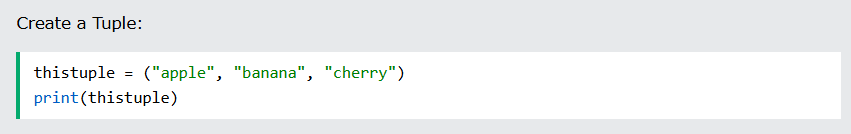 Create a Tuple:
thistuple = ("apple", "banana", "cherry")
print(thistuple)